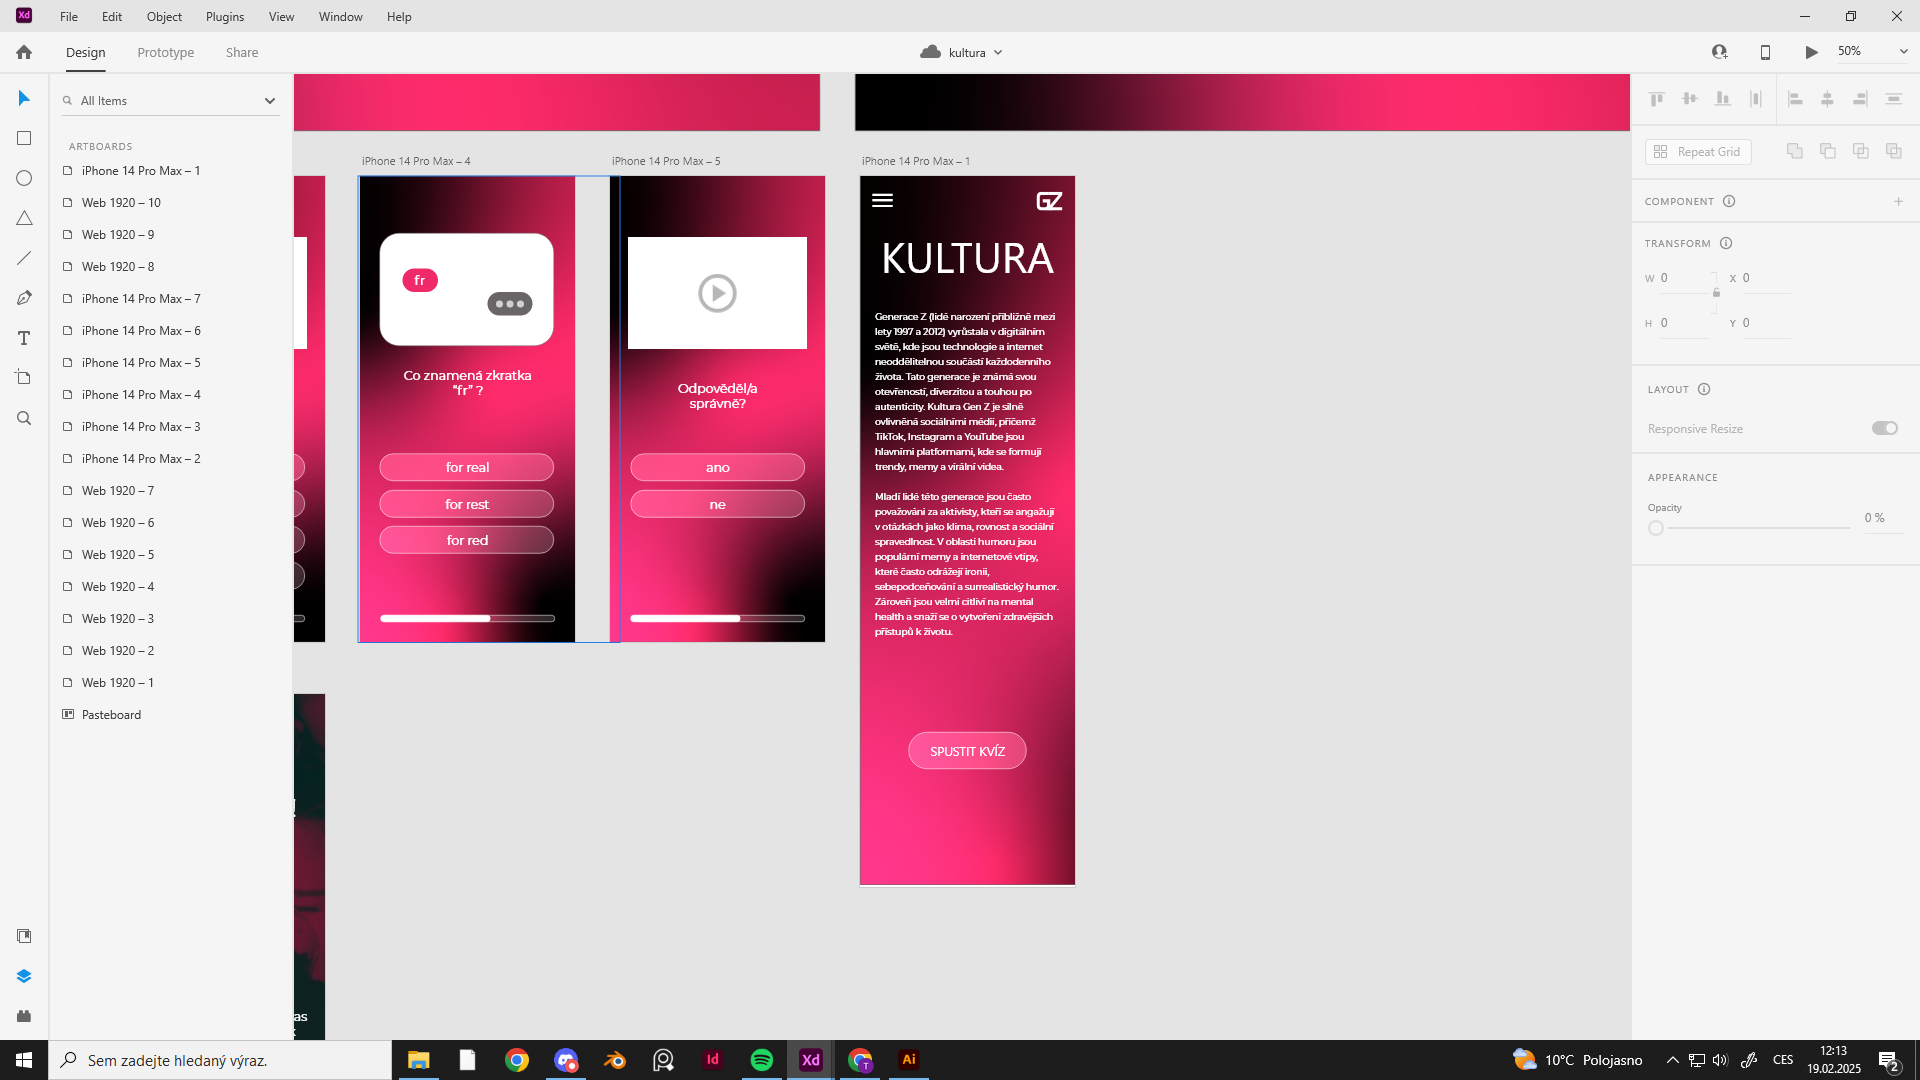 Xd
File
Edit
Object
Plugins
View
Window
Help
Design
Prototype
Share
kultura
50%
All Items
ARTBOARDS
iPhone 14 Pro Max – 1
Web 1920 – 10
Web 1920 – 9
Web 1920 – 8
iPhone 14 Pro Max – 7
iPhone 14 Pro Max – 6
iPhone 14 Pro Max – 5
iPhone 14 Pro Max – 4
iPhone 14 Pro Max – 3
iPhone 14 Pro Max – 2
Web 1920 – 7
Web 1920 – 6
Web 1920 – 5
Web 1920 – 4
Web 1920 – 3
Web 1920 – 2
Web 1920 – 1
Pasteboard
as
iPhone 14 Pro Max – 4
fr
Co znamená zkratka
"fr" ?
for real
for rest
for red
iPhone 14 Pro Max – 5
Odpověděl/a
správně?
ano
ne
iPhone 14 Pro Max – 1
GZ
KULTURA
Generace Z (lidé narození přibližně mezi
lety 1997 a 2012) vyrůstala v digitálním
světě, kde jsou technologie a internet
neoddělitelnou součástí každodenního
života. Tato generace je známá svou
otevřeností, diverzitou a touhou po
autenticity. Kultura Gen Z je silně
ovlivněná sociálními médii, přičemž
TikTok, Instagram a YouTube jsou
hlavními platformami, kde se formují
trendy, memy a virální videa.
Mladí lidé této generace jsou často
považováni za aktivisty, kteří se angažují
v otázkách jako klima, rovnost a sociální
spravedlnost. V oblasti humoru jsou
populární memy a internetové vtipy,
které často odrážejí ironii,
sebepodceňování a surrealistický humor.
Zároveň jsou velmi citliví na mental
health a snaží se o vytvoření zdravějších
přístupů k životu.
SPUSTIT KVÍZ
Repeat Grid
COMPONENT
TRANSFORM
W 0 X 0
H 0 Y 0
LAYOUT
Responsive Resize
APPEARANCE
Opacity
0 %
Sem zadejte hledaný výraz.
Id
Xd
T
Ai
10°C Polojasno
CES
12:13
19.02.2025
2